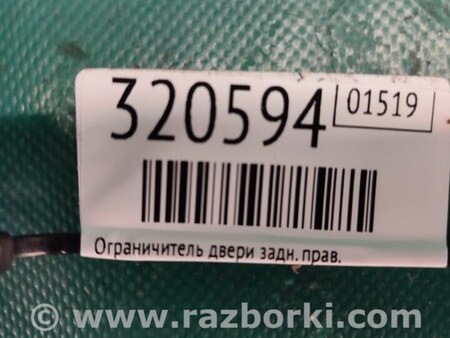 320594
01519
Ограничитель двери задн. прав.
© www.razborki.com